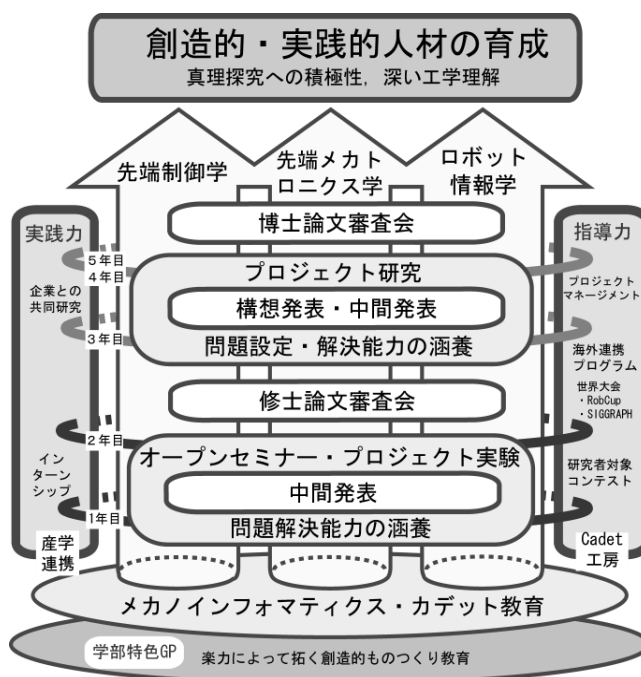 創造的・実践的人材の育成
真理探究への積極性，深い工学理解
先端制御学
先端メカト
ロニクス学
ロボット
情報学
博士論文審査会
実践力
指導力
5年目
4年目
プロジェクト研究
企業との
共同研究
構想発表・中間発表
プロジェクト
マネージメント
3年目
問題設定・解決能力の涵養
海外連携
プログラム
修士論文審査会
世界大会
・RobCup
・SIGGRAPH
2年目
オープンセミナー・プロジェクト実験
イン
ターン
シップ
中間発表
研究者対象
コンテスト
1年目
問題解決能力の涵養
産学
連携
Cadet
工房
メカノインフォマティクス・カデット教育
学部特色GP
楽力によって拓く創造的ものつくり教育